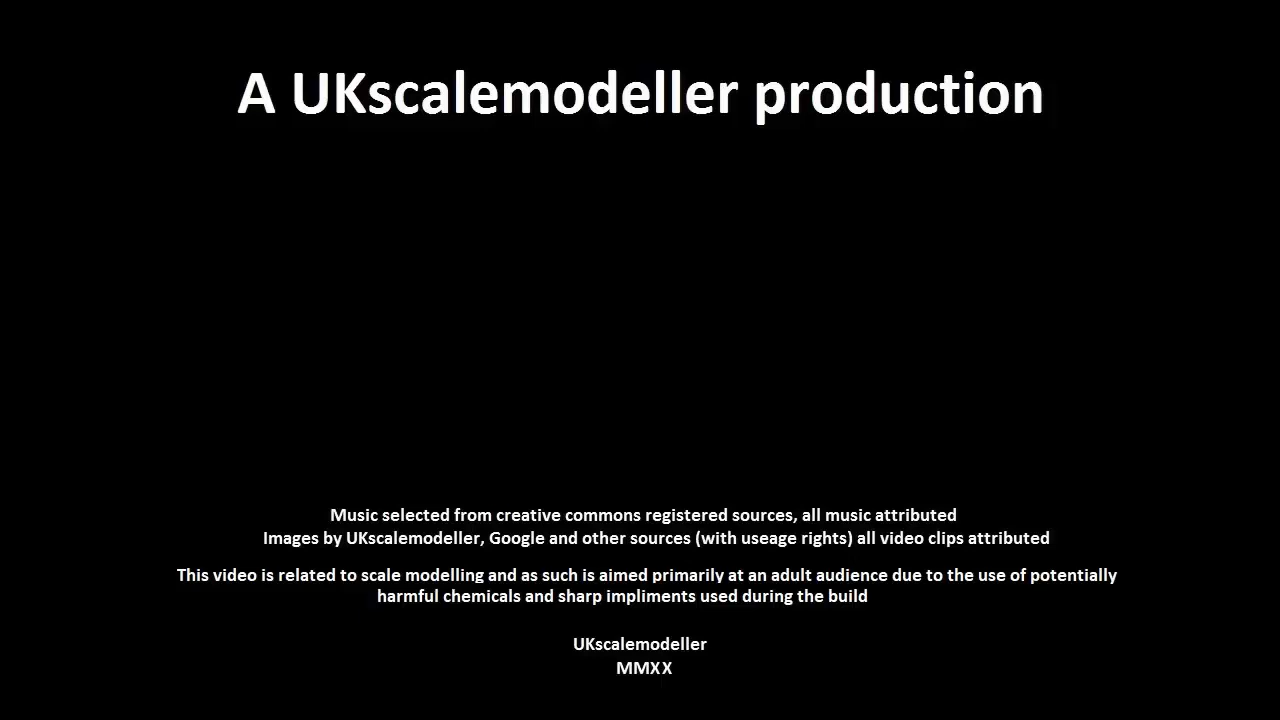 A UKscalemodeller production
Music selected from creative commons registered sources, all music attributed
Images by UKscalemodeller, Google and other sources (with useage rights) all video clips attributed
This video is related to scale modelling and as such is aimed primarily at an adult audience due to the use of potentially
harmful chemicals and sharp impliments used during the build
UKscalemodeller
MMXX